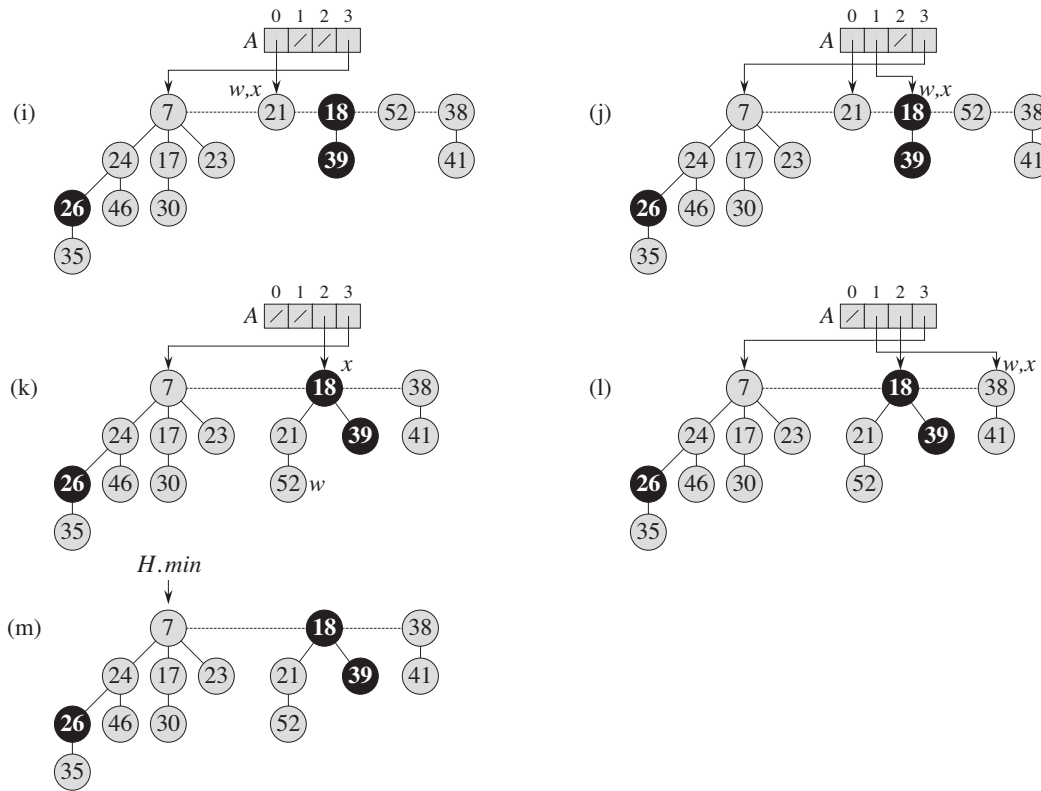 0 1 2 3
A
w,x
(i)
7 21 18 52 38
24 17 23 39 41
26 46 30
35
0 1 2 3
A
w,x
(j)
7 21 18 52 38
24 17 23 39 41
26 46 30
35
0 1 2 3
A
x
(k)
7 18 38
24 17 23 21 39 41
26 46 30 52 w
35
0 1 2 3
A
w,x
(l)
7 18 38
24 17 23 21 39 41
26 46 30 52
35
H.min
(m)
7 18 38
24 17 23 21 39 41
26 46 30 52
35